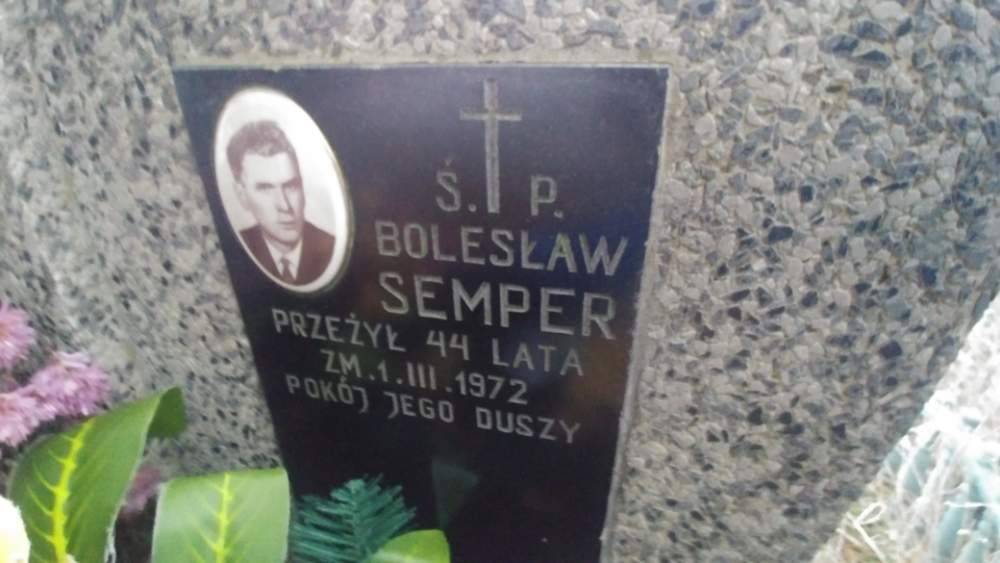 Ś. P.
BOLESŁAW
SEMPER
PRZEŻYŁ 44 LATA
ZM. 1. III. 1972
POKÓJ JEGO DUSZY